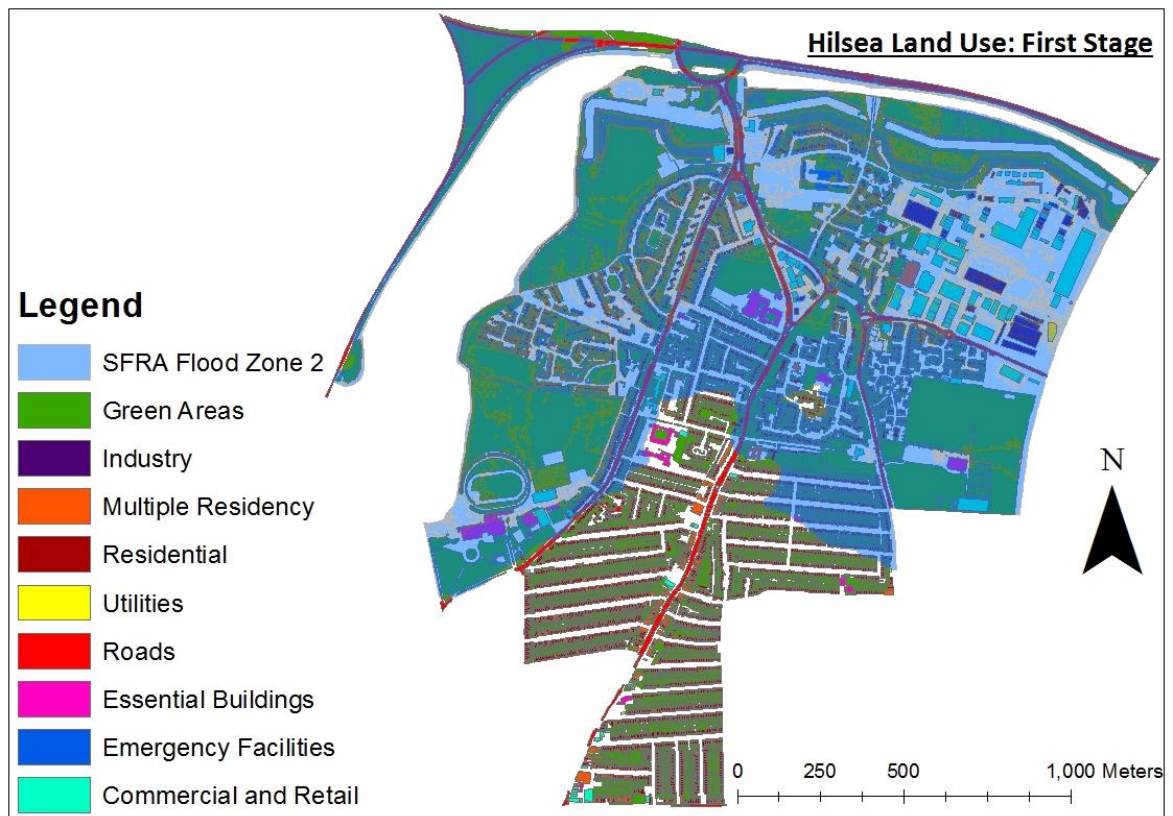 Hilsea Land Use: First Stage
Legend
SFRA Flood Zone 2
Green Areas
Industry
Multiple Residency
Residential
Utilities
Roads
Essential Buildings
Emergency Facilities
Commercial and Retail
N
0 250 500 1,000 Meters